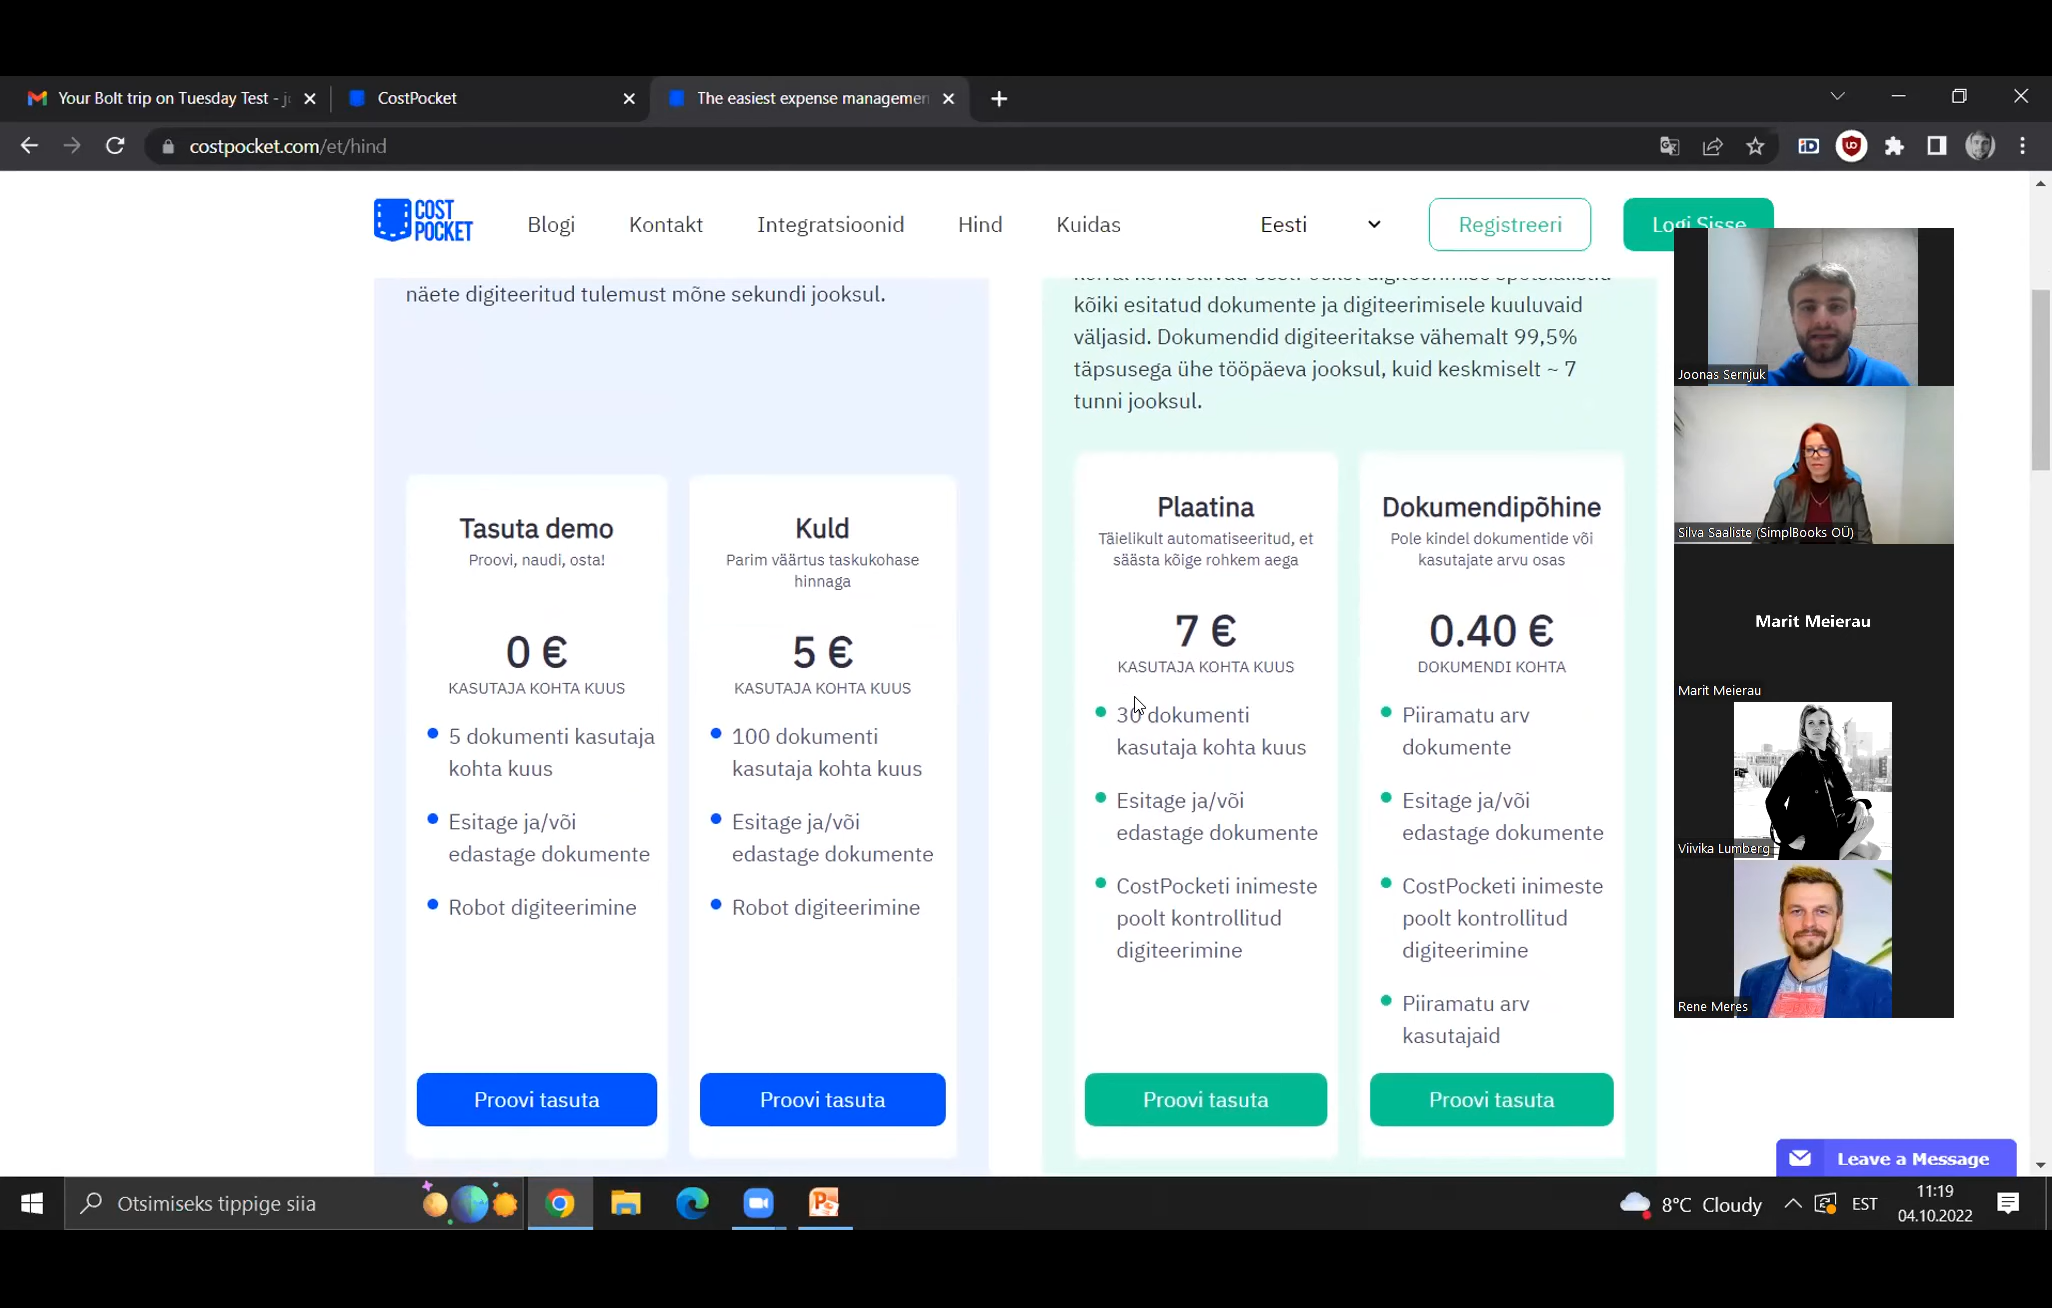 Your Bolt trip on Tuesday Test - j
CostPocket
The easiest expense managemen
costpocket.com/et/hind
COST
POCKET
Blogi
Kontakt
Integratsioonid
Hind
Kuidas
Eesti
Registreeri
Logi Sisse
näete digiteeritud tulemust mõne sekundi jooksul.
kõiki esitatud dokumente ja digiteerimisele kuuluvaid
väljasid. Dokumendid digiteeritakse vähemalt 99,5%
täpsusega ühe tööpäeva jooksul, kuid keskmiselt ~ 7
tunni jooksul.
Tasuta demo
Proovi, naudi, osta!
0 €
KASUTAJA KOHTA KUUS
5 dokumenti kasutaja
kohta kuus
Esitage ja/või
edastage dokumente
Robot digiteerimine
Proovi tasuta
Kuld
Parim väärtus taskukohase
hinnaga
5 €
KASUTAJA KOHTA KUUS
100 dokumenti
kasutaja kohta kuus
Esitage ja/või
edastage dokumente
Robot digiteerimine
Proovi tasuta
Plaatina
Täielikult automatiseeritud, et
säästa kõige rohkem aega
7 €
KASUTAJA KOHTA KUUS
30 dokumenti
kasutaja kohta kuus
Esitage ja/või
edastage dokumente
CostPocketi inimeste
poolt kontrollitud
digiteerimine
Proovi tasuta
Dokumendipõhine
Pole kindel dokumentide või
kasutajate arvu osas
0.40 €
DOKUMENDI KOHTA
Piiramatu arv
dokumente
Esitage ja/või
edastage dokumente
CostPocketi inimeste
poolt kontrollitud
digiteerimine
Piiramatu arv
kasutajaid
Proovi tasuta
Joonas Sernjuk
Silva Saaliste (SimplBooks OÜ)
Marit Meierau
Marit Meierau
Viivika Lumberg
Rene Meres
Leave a Message
Otsimiseks tippige siia
8°C Cloudy
EST
11:19
04.10.2022